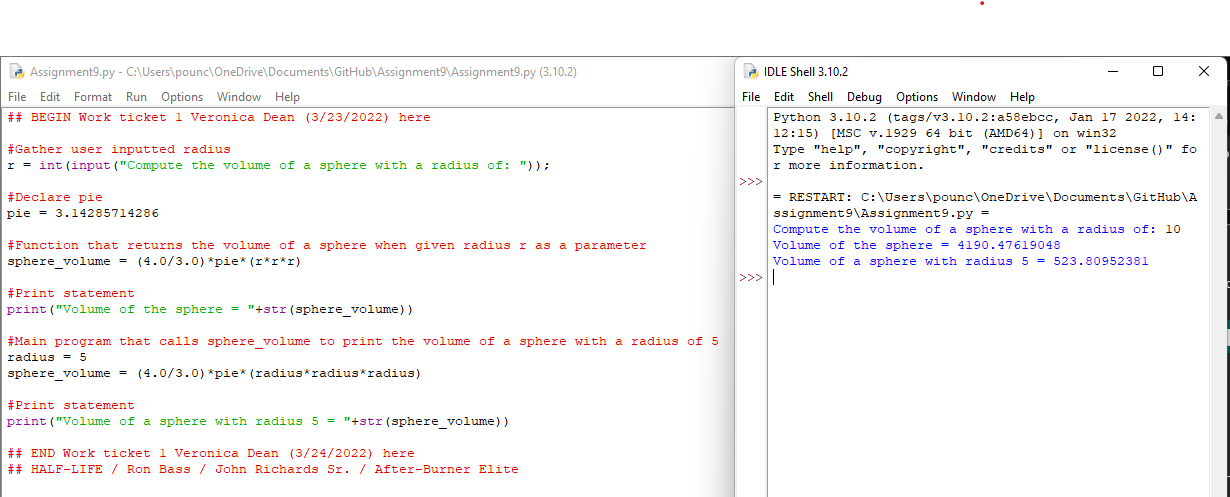 Assignment9.py - C:\Users\pounc\OneDrive\Documents\GitHub\Assignment9\Assignment9.py (3.10.2)
File Edit Format Run Options Window Help
## BEGIN Work ticket 1 Veronica Dean (3/23/2022) here
#Gather user inputted radius
r = int(input("Compute the volume of a sphere with a radius of: "));
#Declare pie
pie = 3.14285714286
#Function that returns the volume of a sphere when given radius r as a parameter
sphere_volume = (4.0/3.0)*pie*(r*r*r)
#Print statement
print("Volume of the sphere = "+str(sphere_volume))
#Main program that calls sphere_volume to print the volume of a sphere with a radius of 5
radius = 5
sphere_volume = (4.0/3.0)*pie*(radius*radius*radius)
#Print statement
print("Volume of a sphere with radius 5 = "+str(sphere_volume))
## END Work ticket 1 Veronica Dean (3/24/2022) here
## HALF-LIFE / Ron Bass / John Richards Sr. / After-Burner Elite
IDLE Shell 3.10.2
File Edit Shell Debug Options Window Help
Python 3.10.2 (tags/v3.10.2:a58ebcc, Jan 17 2022, 14:
12:15) [MSC v.1929 64 bit (AMD64)] on win32
Type "help", "copyright", "credits" or "license()" fo
r more information.
>>>
= RESTART: C:\Users\pounc\OneDrive\Documents\GitHub\A
ssignment9\Assignment9.py =
Compute the volume of a sphere with a radius of: 10
Volume of the sphere = 4190.47619048
Volume of a sphere with radius 5 = 523.80952381
>>>